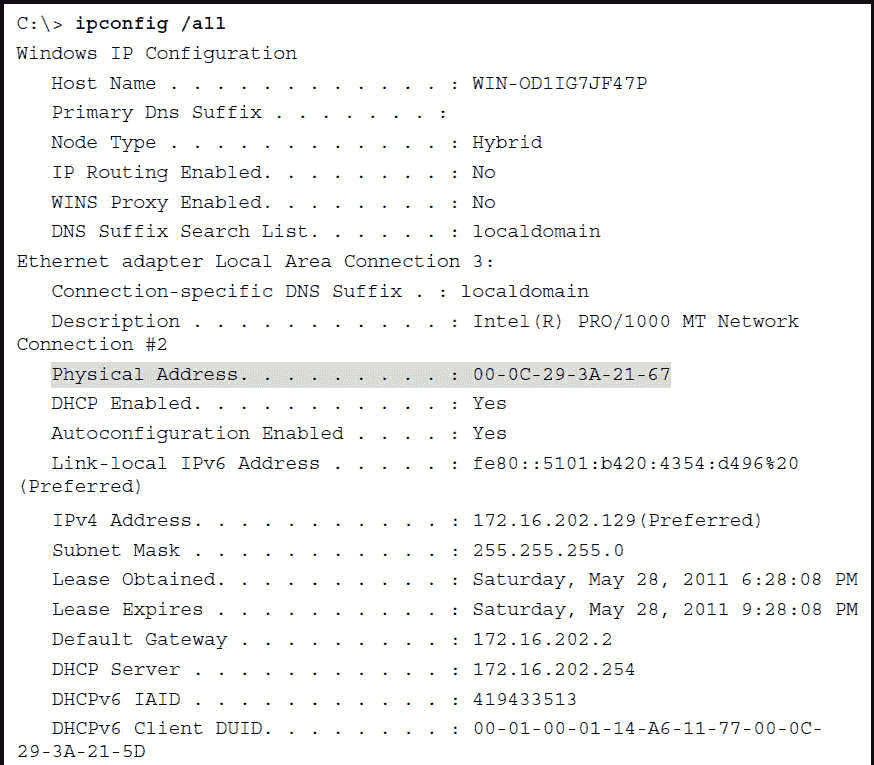 C:\> ipconfig /all
Windows IP Configuration
Host Name . . . . . . . . . . . . : WIN-OD1IG7JF47P
Primary Dns Suffix . . . . . . . :
Node Type . . . . . . . . . . . . : Hybrid
IP Routing Enabled. . . . . . . . : No
WINS Proxy Enabled. . . . . . . . : No
DNS Suffix Search List. . . . . . : localdomain
Ethernet adapter Local Area Connection 3:
Connection-specific DNS Suffix . : localdomain
Description . . . . . . . . . . . : Intel(R) PRO/1000 MT Network
Connection #2
Physical Address. . . . . . . . . : 00-0C-29-3A-21-67
DHCP Enabled. . . . . . . . . . . : Yes
Autoconfiguration Enabled . . . . : Yes
Link-local IPv6 Address . . . . . : fe80::5101:b420:4354:d496%20
(Preferred)
IPv4 Address. . . . . . . . . . . : 172.16.202.129(Preferred)
Subnet Mask . . . . . . . . . . . : 255.255.255.0
Lease Obtained. . . . . . . . . . : Saturday, May 28, 2011 6:28:08 PM
Lease Expires . . . . . . . . . . : Saturday, May 28, 2011 9:28:08 PM
Default Gateway . . . . . . . . . : 172.16.202.2
DHCP Server . . . . . . . . . . . : 172.16.202.254
DHCPv6 IAID . . . . . . . . . . . : 419433513
DHCPv6 Client DUID. . . . . . . . : 00-01-00-01-14-A6-11-77-00-0C-
29-3A-21-5D